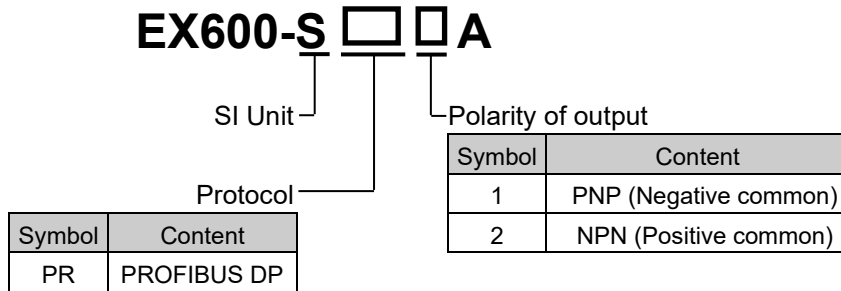 EX600-S □ □ A
SI Unit
Polarity of output
Symbol Content
1 PNP (Negative common)
2 NPN (Positive common)
Protocol
Symbol Content
PR PROFIBUS DP